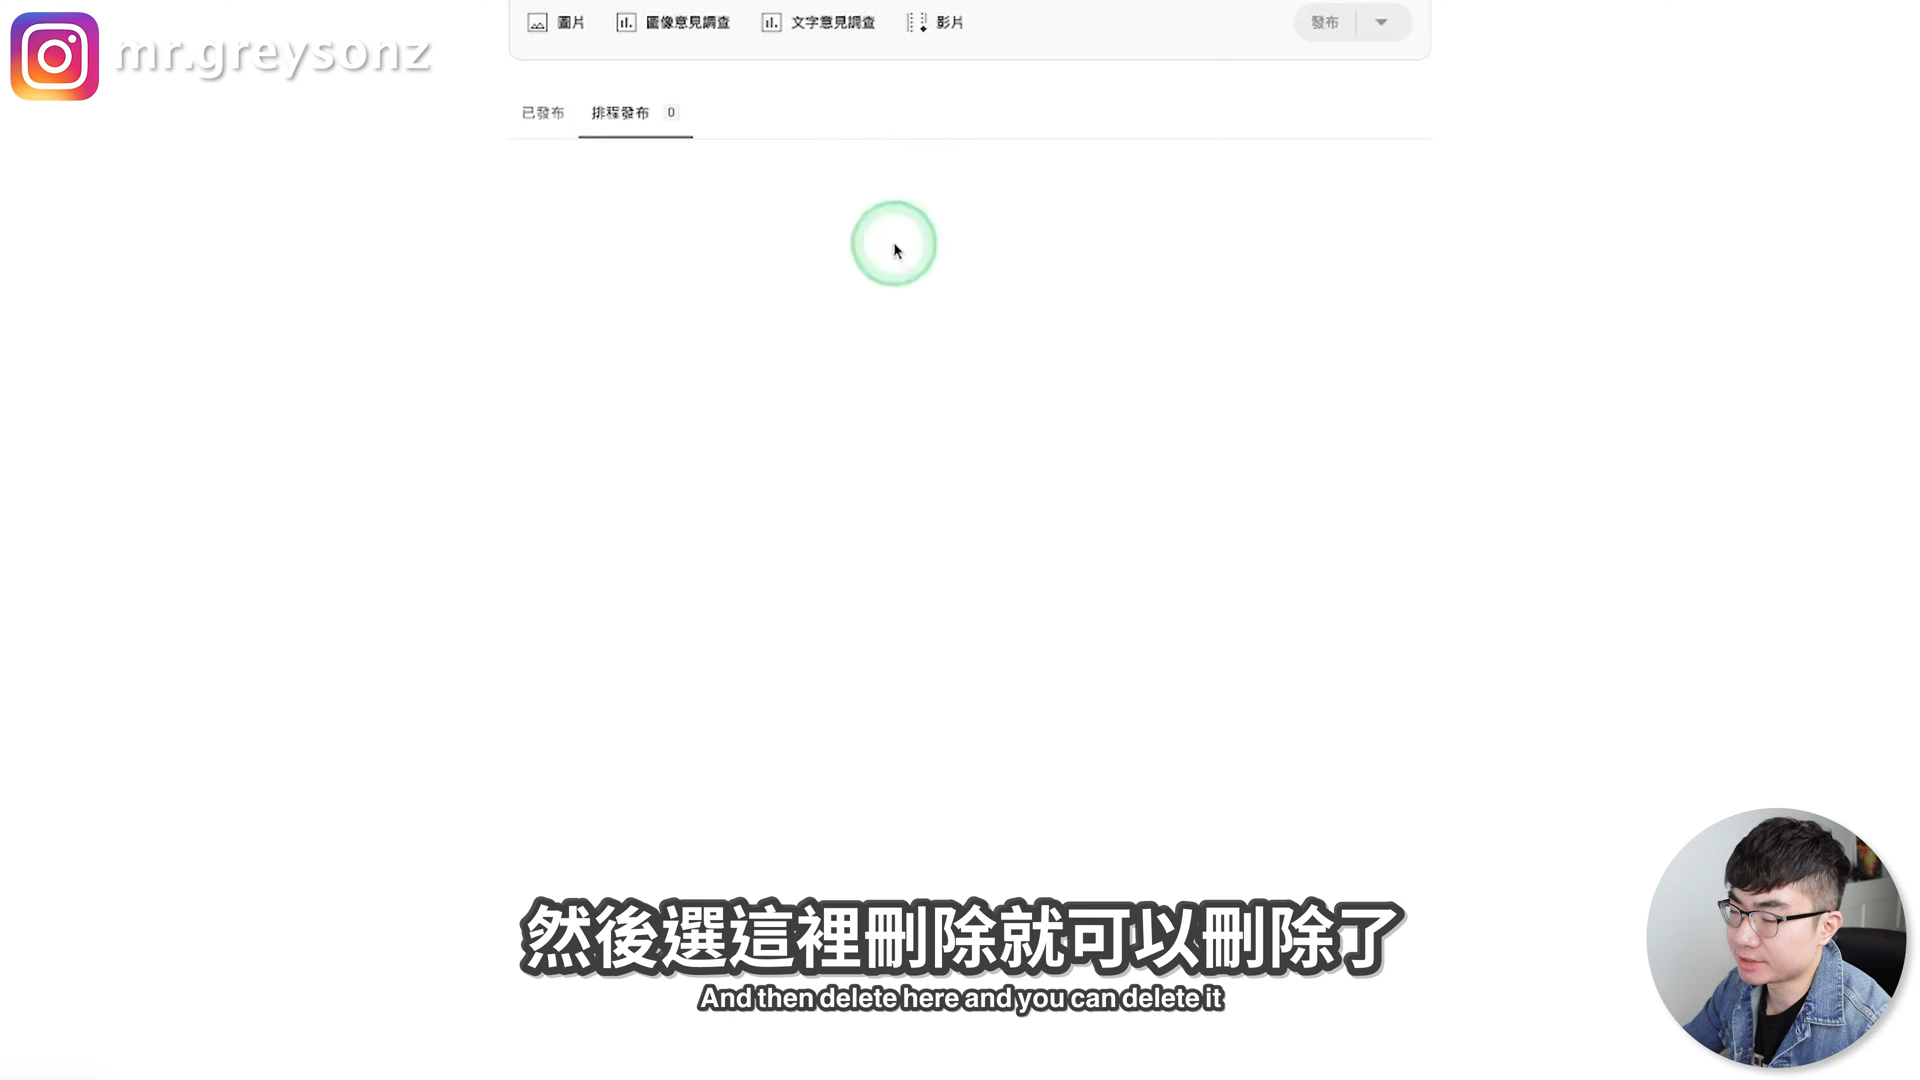 mr.greysonz
圖片 圖像意見調查 文字意見調查 影片 發布
已發布 排程發布 0
然後選這裡刪除就可以刪除了
And then delete here and you can delete it